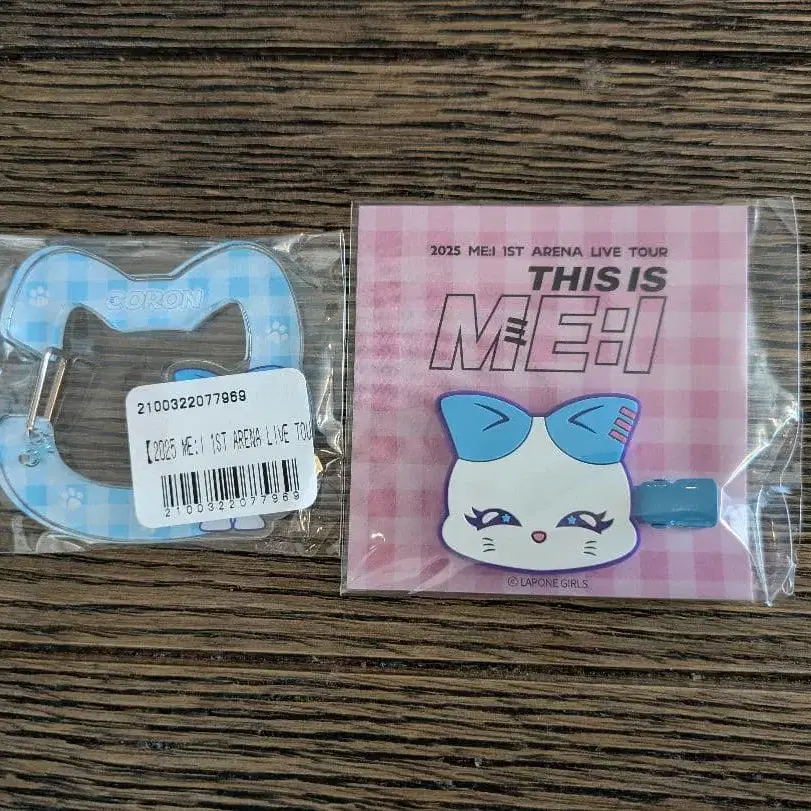 CORON
2100322077969
【2025 ME:I 1ST ARENA LIVE TOU
2100322077969
2025 ME:I 1ST ARENA LIVE TOUR
THIS IS
ME:I
© LAPONE GIRLS